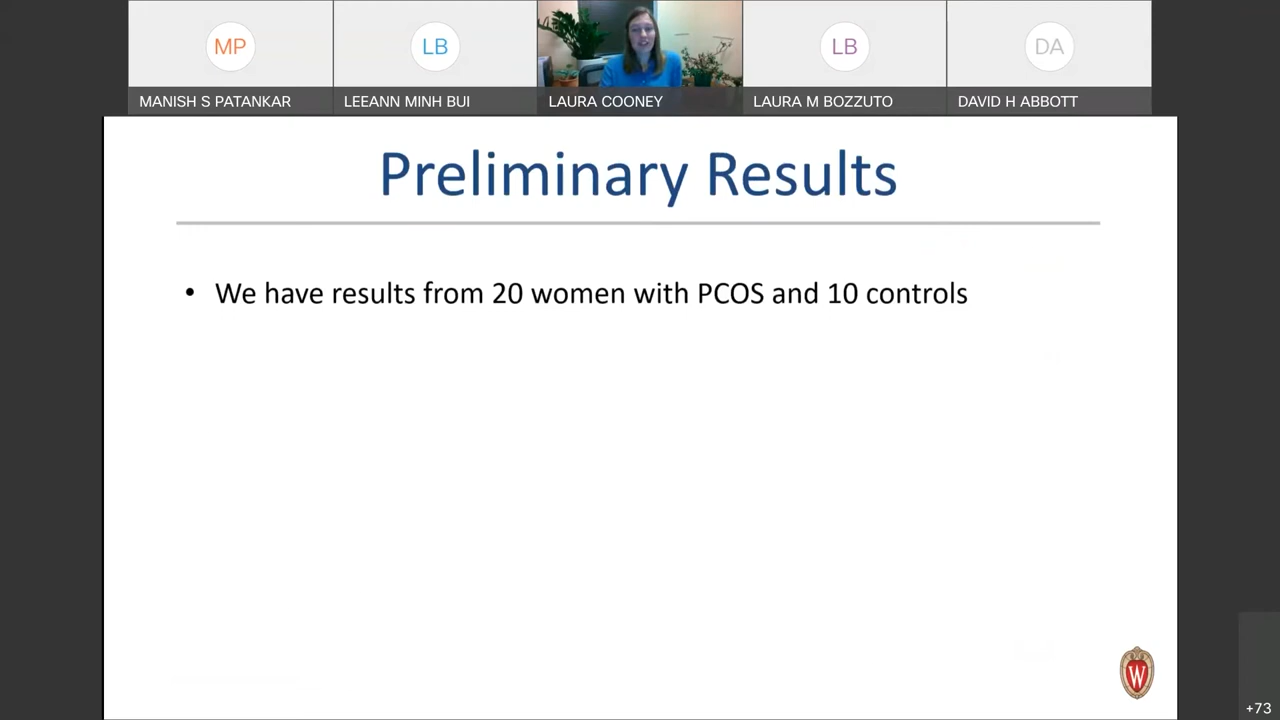 MP
LB
LB
DA
MANISH S PATANKAR
LEEANN MINH BUI
LAURA COONEY
LAURA M BOZZUTO
DAVID H ABBOTT
Preliminary Results
• We have results from 20 women with PCOS and 10 controls
W
+73